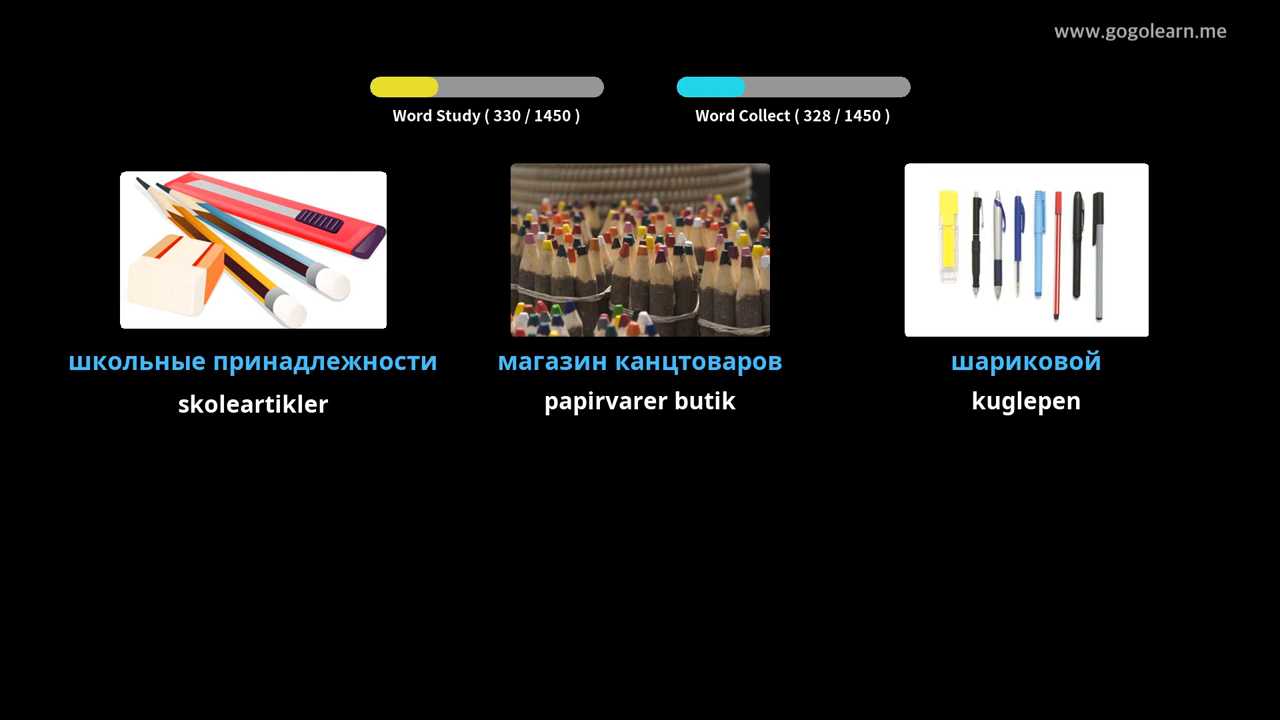 www.gogolearn.me
Word Study ( 330 / 1450 )
Word Collect ( 328 / 1450 )
школьные принадлежности
магазин канцтоваров
шариковой
skoleartikler
papirvarer butik
kuglepen